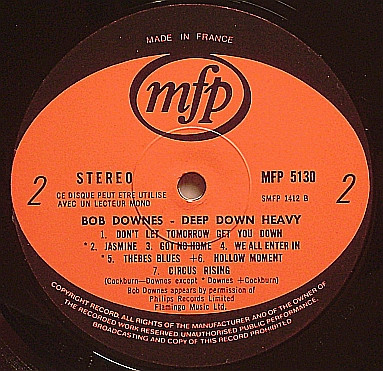 MADE IN FRANCE
mfp
2 STEREO MFP 5130 2
CE DISQUE PEUT ETRE UTILISE
AVEC UN LECTEUR MONO
SMFP 1412 B
BOB DOWNES - DEEP DOWN HEAVY
1. DON'T LET TOMORROW GET YOU DOWN
* 2. JASMINE 3. GOT NO HOME 4. WE ALL ENTER IN
* 5. THEBES BLUES +6. HOLLOW MOMENT
7. CIRCUS RISING
(Cockburn-Downos except * Downes +Cockburn)
Bob Downes appears by permission of
Phillips Records Limited
Flamingo Music Ltd.
COPYRIGHT RECORD. ALL RIGHTS OF THE MANUFACTURER AND OF THE OWNER OF
THE RECORDED WORK RESERVED UNAUTHORISED PUBLIC PERFORMANCE.
BROADCASTING AND COPY OF THIS RECORD PROHIBITED